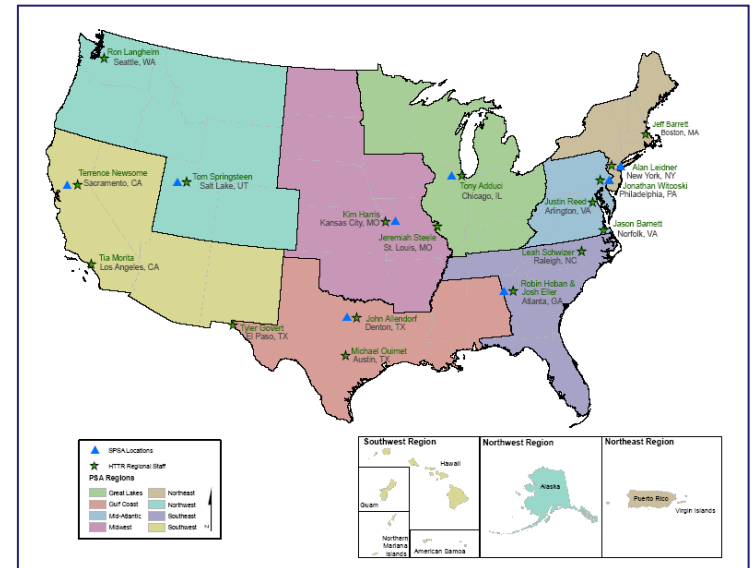 Ron Langhelm
Seattle, WA
Jeff Barrett
Boston, MA
Alan Leidner
New York, NY
Jonathan Witcoski
Philadelphia, PA
Terrence Newsome
Sacramento, CA
Tom Springsteen
Salt Lake, UT
Tony Adduci
Chicago, IL
Justin Reed
Arlington, VA
Kim Harris
Kansas City, MO
Jeremiah Steele
St. Louis, MO
Jason Barnett
Norfolk, VA
Leah Schwizer
Raleigh, NC
Tia Morita
Los Angeles, CA
Robin Hoban &
Josh Eller
Atlanta, GA
John Allendorf
Denton, TX
Tyler Govert
El Paso, TX
Michael Ouimet
Austin, TX
SPSA Locations
HTTR Regional Staff
PSA Regions
Great Lakes
Gulf Coast
Mid-Atlantic
Midwest
Northeast
Northwest
Southeast
Southwest
N
Southwest Region
Hawaii
Guam
Northern
Mariana
Islands
American Samoa
Northwest Region
Alaska
Northeast Region
Puerto Rico
Virgin Islands